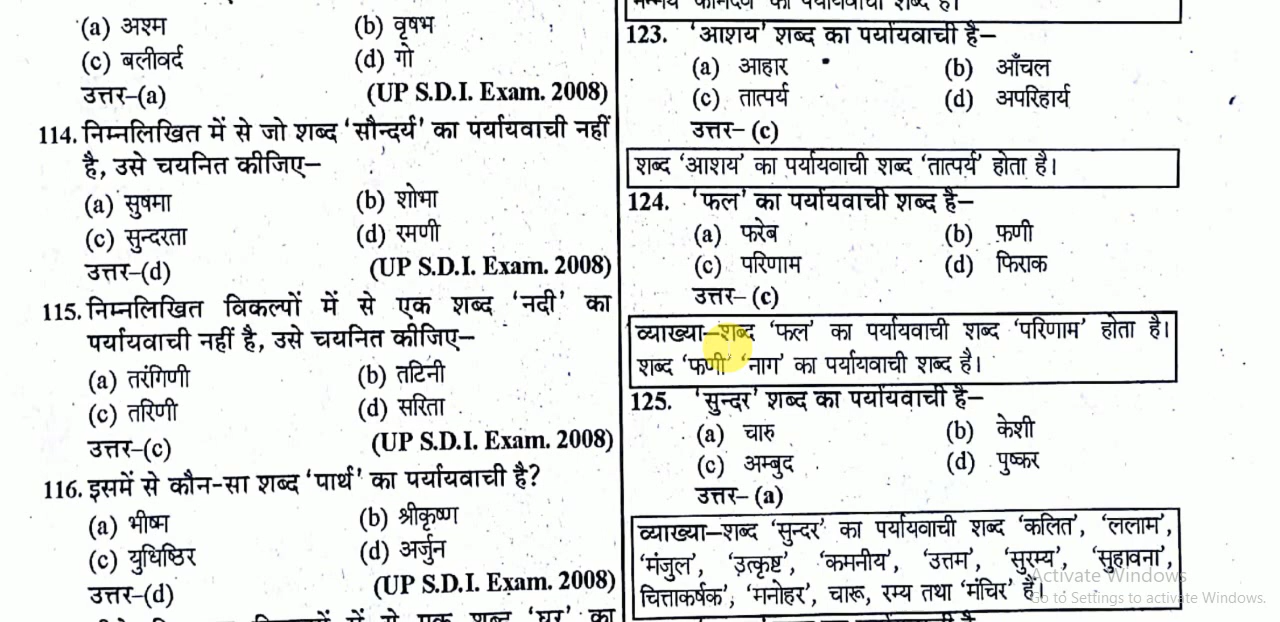 (a) अश्म (b) वृषभ
(c) बलीवर्द (d) गो
उत्तर–(a) (UP S.D.I. Exam. 2008)
114. निम्नलिखित में से जो शब्द ‘सौन्दर्य’ का पर्यायवाची नहीं
है, उसे चयनित कीजिए–
(a) सुषमा (b) शोभा
(c) सुन्दरता (d) रमणी
उत्तर–(d) (UP S.D.I. Exam. 2008)
115. निम्नलिखित विकल्पों में से एक शब्द ‘नदी’ का
पर्यायवाची नहीं है, उसे चयनित कीजिए–
(a) तरंगिणी (b) तटिनी
(c) तरिणी (d) सरिता
उत्तर–(c) (UP S.D.I. Exam. 2008)
116. इसमें से कौन-सा शब्द ‘पार्थ’ का पर्यायवाची है?
(a) भीष्म (b) श्रीकृष्ण
(c) युधिष्ठिर (d) अर्जुन
उत्तर–(d) (UP S.D.I. Exam. 2008)
एक शब्द ‘घर’ का
123. ‘आशय’ शब्द का पर्यायवाची है–
(a) आहार (b) आँचल
(c) तात्पर्य (d) अपरिहार्य
उत्तर– (c)
शब्द ‘आशय’ का पर्यायवाची शब्द ‘तात्पर्य’ होता है।
124. ‘फल’ का पर्यायवाची शब्द है–
(a) फरेब (b) फणी
(c) परिणाम (d) फिराक
उत्तर– (c)
व्याख्या–शब्द ‘फल’ का पर्यायवाची शब्द ‘परिणाम’ होता है।
शब्द ‘फणी’ ‘नाग’ का पर्यायवाची शब्द है।
125. ‘सुन्दर’ शब्द का पर्यायवाची है–
(a) चारु (b) केशी
(c) अम्बुद (d) पुष्कर
उत्तर– (a)
व्याख्या–शब्द ‘सुन्दर’ का पर्यायवाची शब्द ‘कलित’, ‘ललाम’,
‘मंजुल’, ‘उत्कृष्ट’, ‘कमनीय’, ‘उत्तम’, ‘सुरम्य’, ‘सुहावना’,
चित्ताकर्षक’, ‘मनोहर’, चारू, रम्य तथा ‘मंचिर’ हैं।
Activate Windows
Go to Settings to activate Windows.